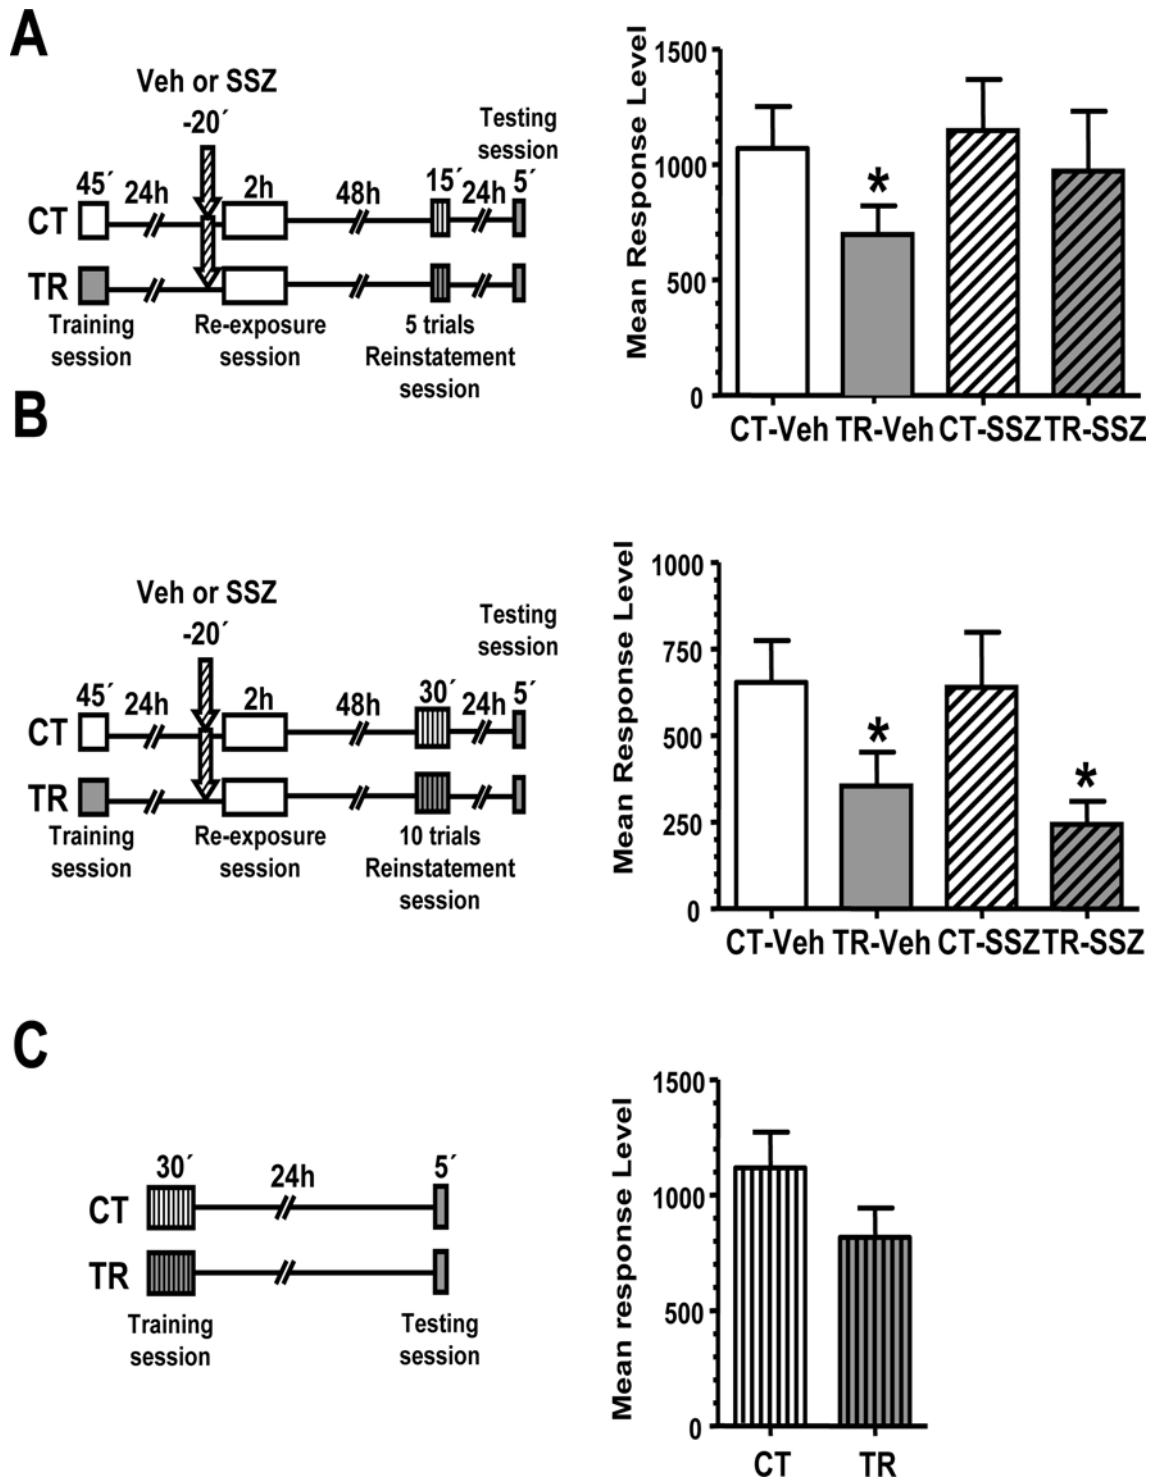 A
Veh or SSZ
-20´
Testing
session
45´
24h
2h
48h
15´
24h
5´
CT
TR
Training
session
Re-exposure
session
5 trials
Reinstatement
session
Mean Response Level
1500
1000
500
0
CT-Veh
TR-Veh
CT-SSZ
TR-SSZ
*
B
Veh or SSZ
-20´
Testing
session
45´
24h
2h
48h
30´
24h
5´
CT
TR
Training
session
Re-exposure
session
10 trials
Reinstatement
session
Mean Response Level
1000
750
500
250
0
CT-Veh
TR-Veh
CT-SSZ
TR-SSZ
*
*
C
30´
24h
5´
CT
TR
Training
session
Testing
session
Mean response Level
1500
1000
500
0
CT
TR